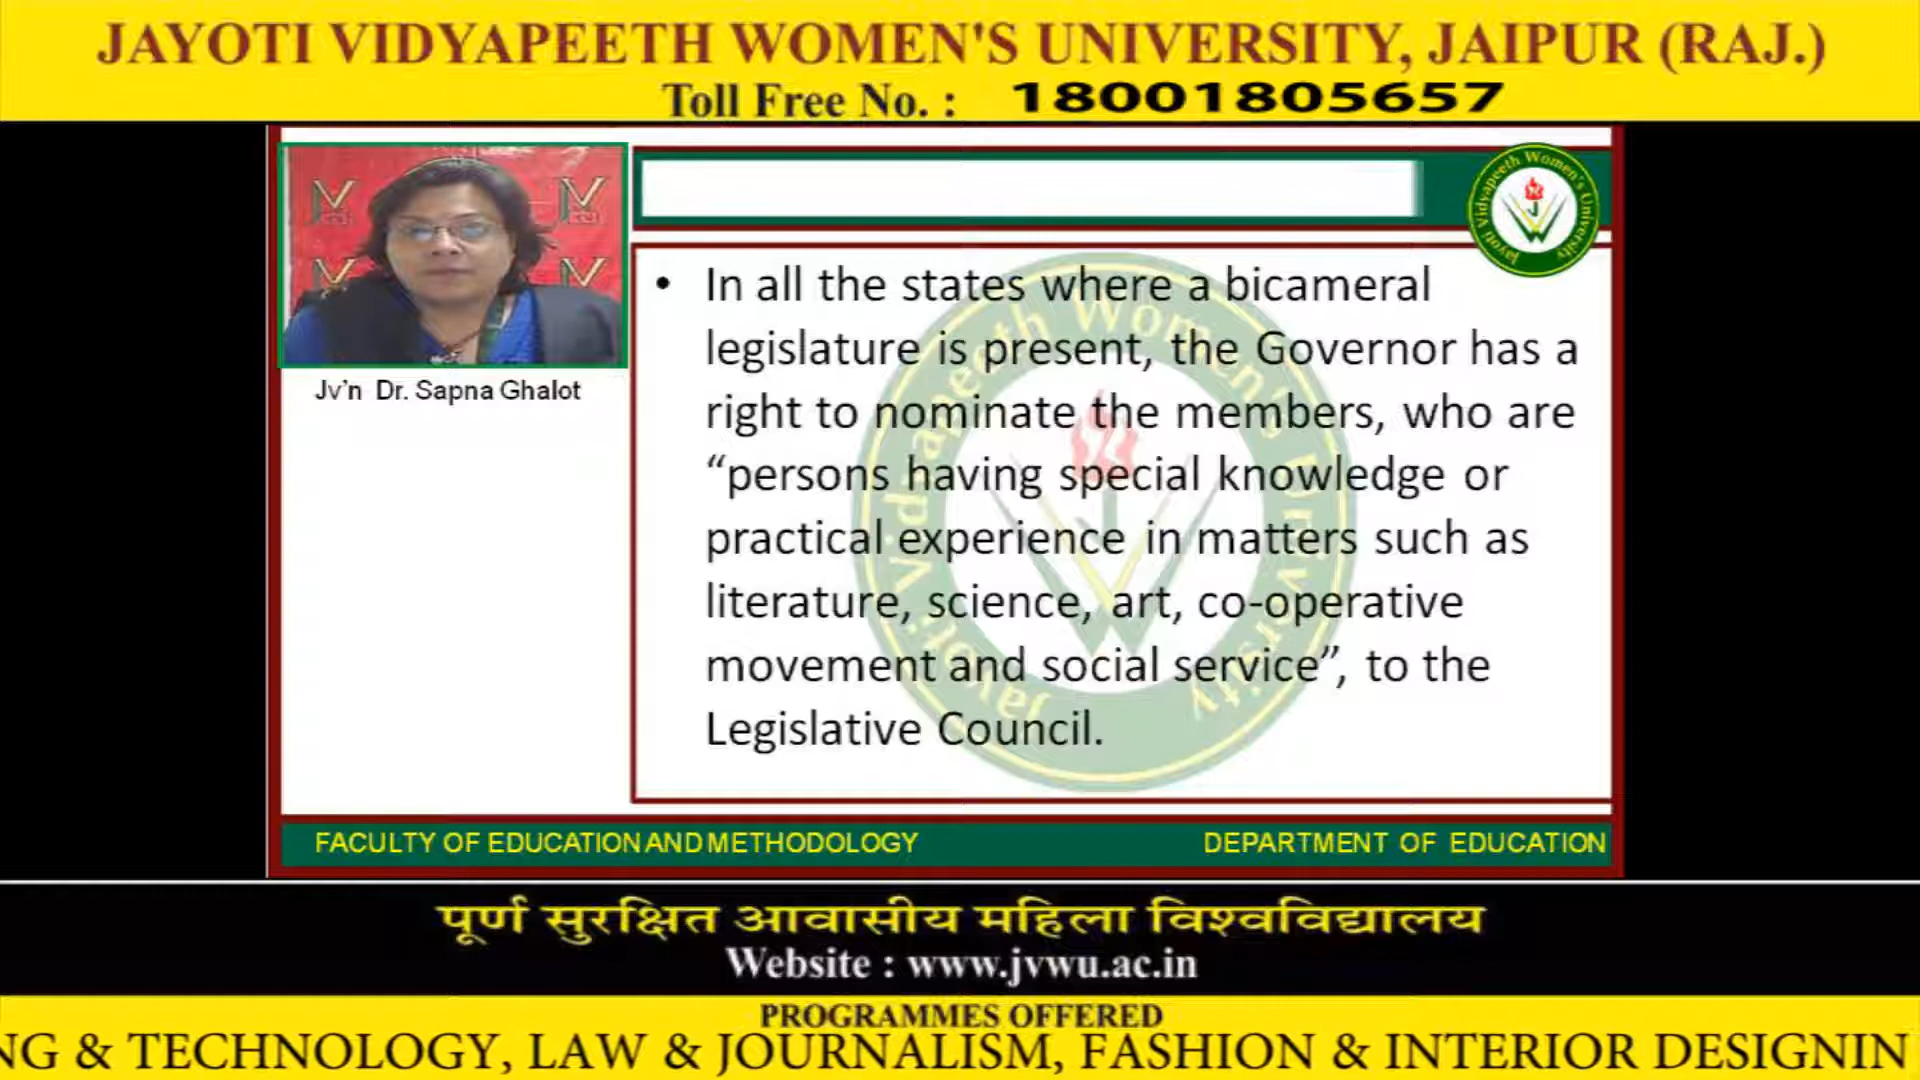 JAYOTI VIDYAPEETH WOMEN'S UNIVERSITY, JAIPUR (RAJ.)
Toll Free No. : 18001805657
Jayoti Vidyapeeth Women's University
Jv'n Dr. Sapna Ghalot
• In all the states where a bicameral
legislature is present, the Governor has a
right to nominate the members, who are
“persons having special knowledge or
practical experience in matters such as
literature, science, art, co-operative
movement and social service”, to the
Legislative Council.
FACULTY OF EDUCATION AND METHODOLOGY
DEPARTMENT OF EDUCATION
पूर्ण सुरक्षित आवासीय महिला विश्वविद्यालय
Website : www.jvwu.ac.in
PROGRAMMES OFFERED
NG & TECHNOLOGY, LAW & JOURNALISM, FASHION & INTERIOR DESIGNIN